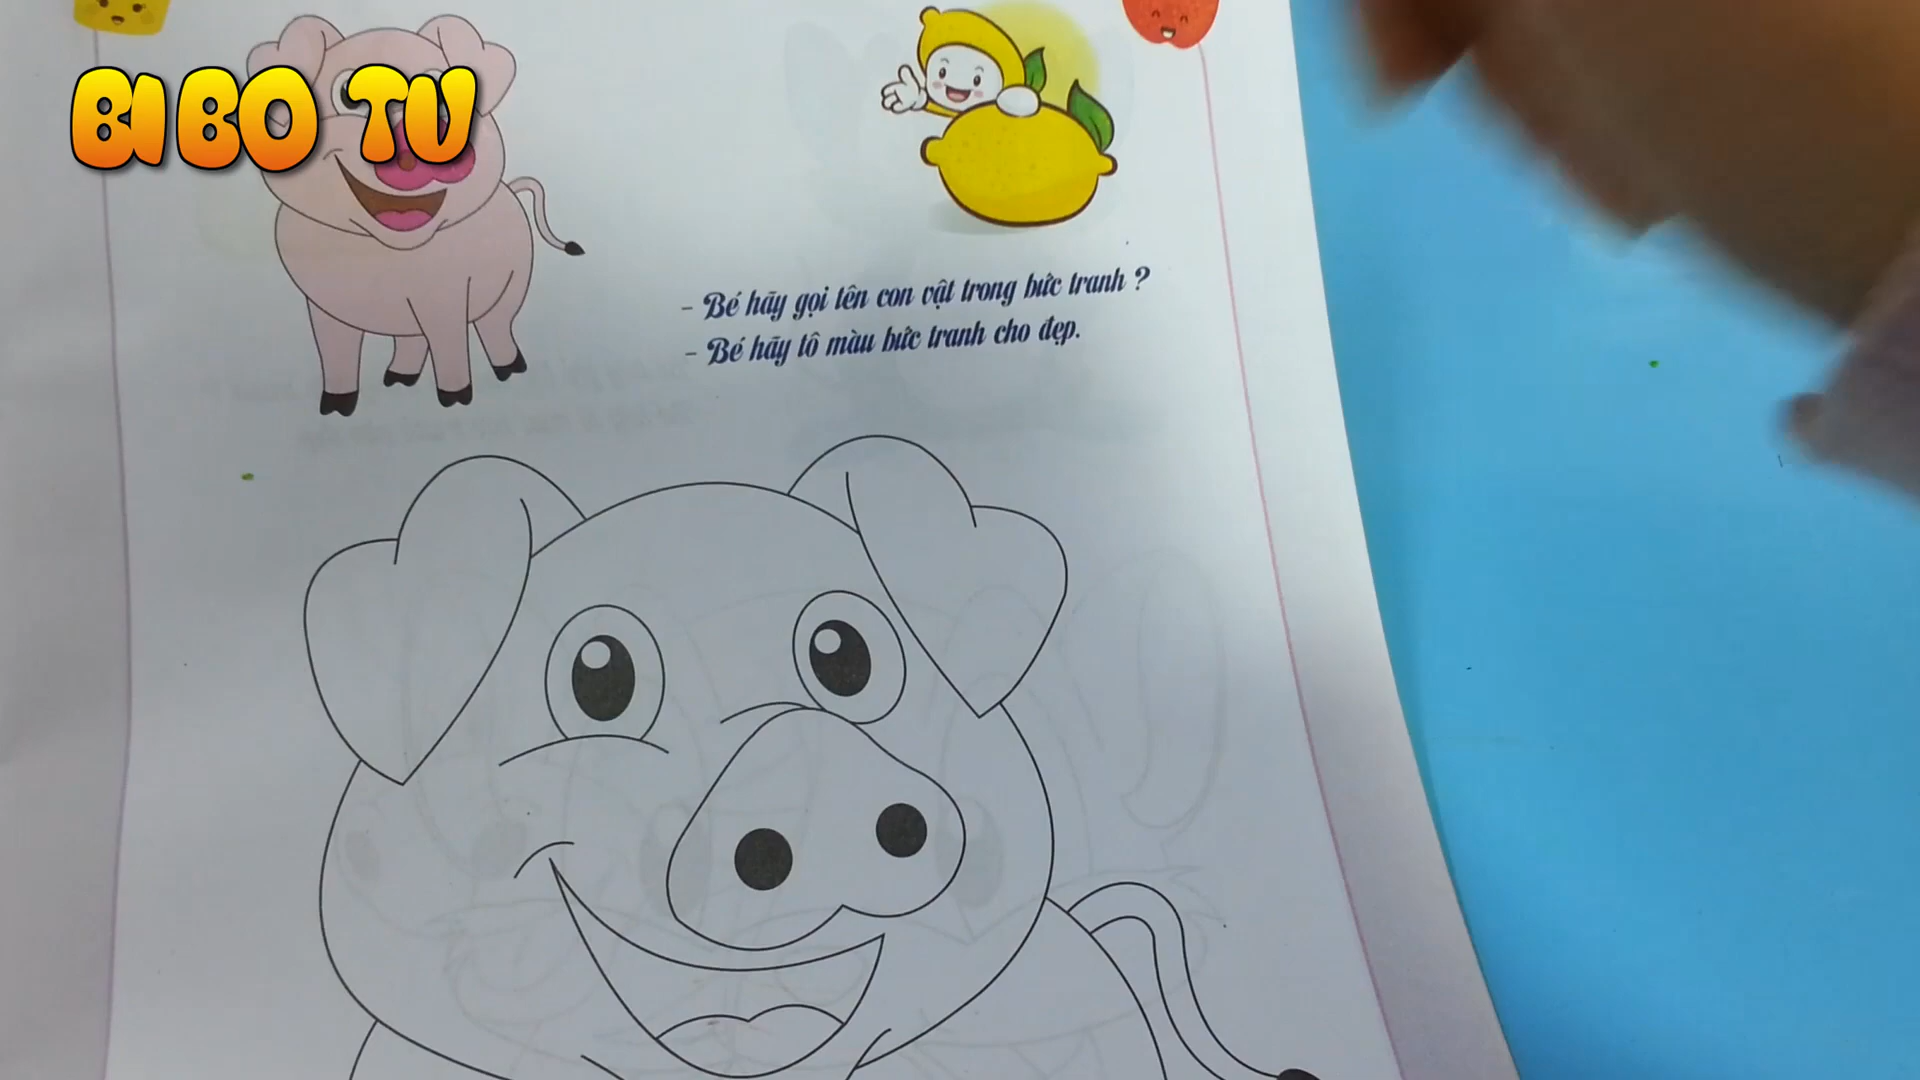 BI BO TV
- Bé hãy gọi tên con vật trong bức tranh ?
- Bé hãy tô màu bức tranh cho đẹp.